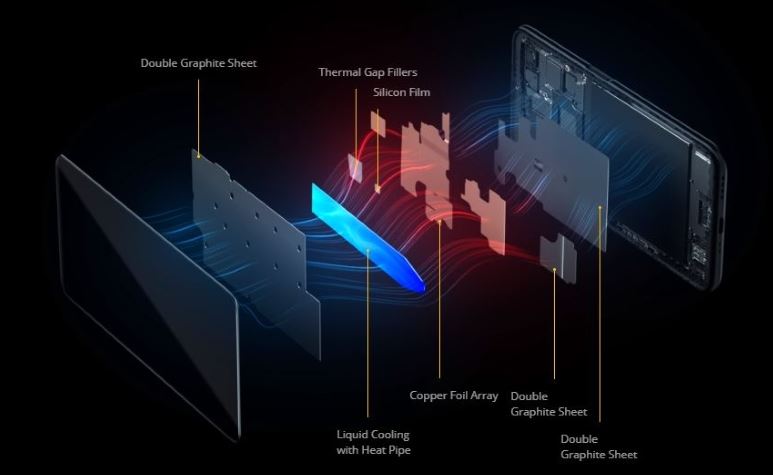 Double Graphite Sheet
Thermal Gap Fillers
Silicon Film
Copper Foil Array
Double
Graphite Sheet
Liquid Cooling
with Heat Pipe
Double
Graphite Sheet